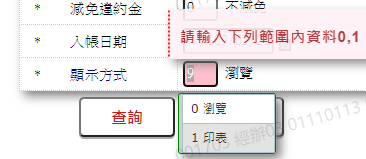 * 減免違約金 0 不減免
請輸入下列範圍內資料0,1
* 入帳日期
* 顯示方式 9 瀏覽
查詢
0 瀏覽
1 印表